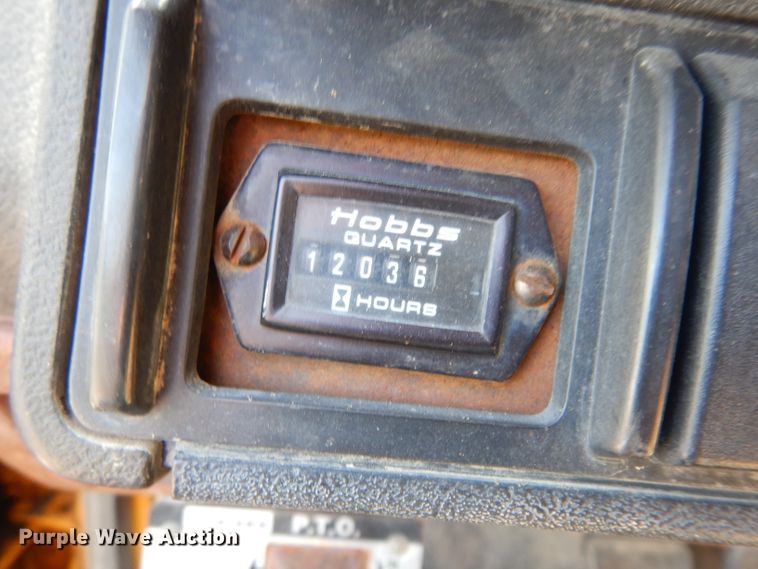 Hobbs
QUARTZ
12036
HOURS
P.T.O.
Purple Wave Auction